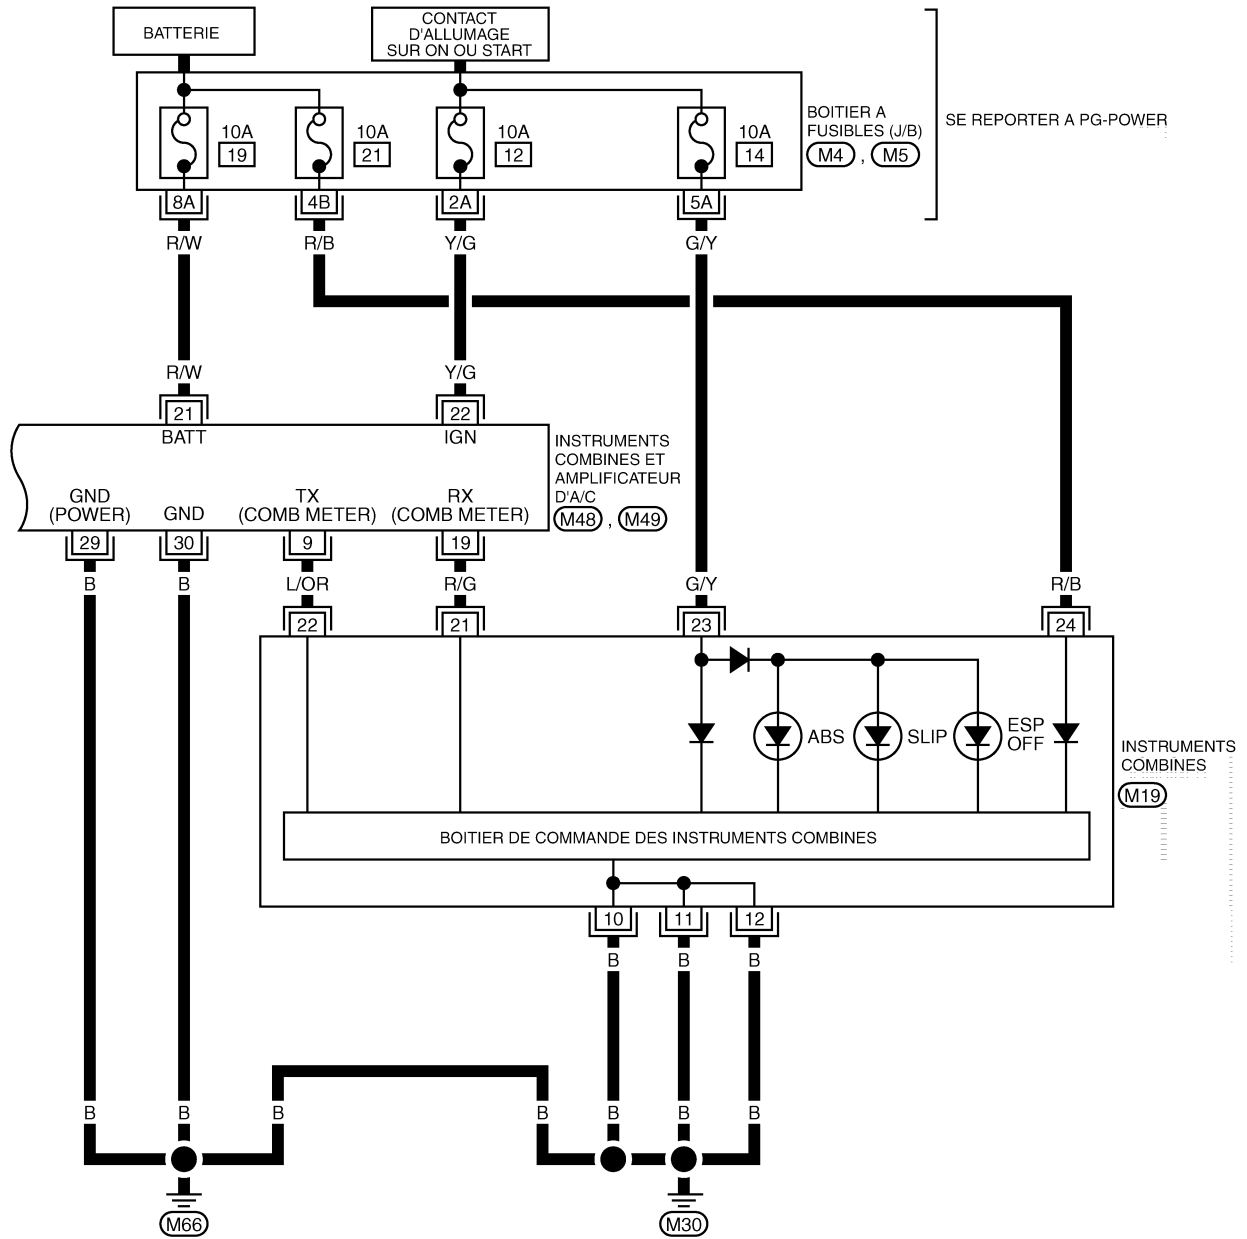 BATTERIE
CONTACT
D'ALLUMAGE
SUR ON OU START
10A
19
10A
21
10A
12
10A
14
BOITIER A
FUSIBLES (J/B)
M4 , M5
SE REPORTER A PG-POWER
8A
4B
2A
5A
R/W
R/B
Y/G
G/Y
R/W
Y/G
21
22
BATT
IGN
INSTRUMENTS
COMBINES ET
AMPLIFICATEUR
D'A/C
M48 , M49
GND
(POWER)
GND
TX
(COMB METER)
RX
(COMB METER)
29
30
9
19
B
B
L/OR
R/G
G/Y
R/B
22
21
23
24
ABS
SLIP
ESP
OFF
INSTRUMENTS
COMBINES
M19
BOITIER DE COMMANDE DES INSTRUMENTS COMBINES
10
11
12
B
B
B
B
B
B
B
B
B
B
M66
M30